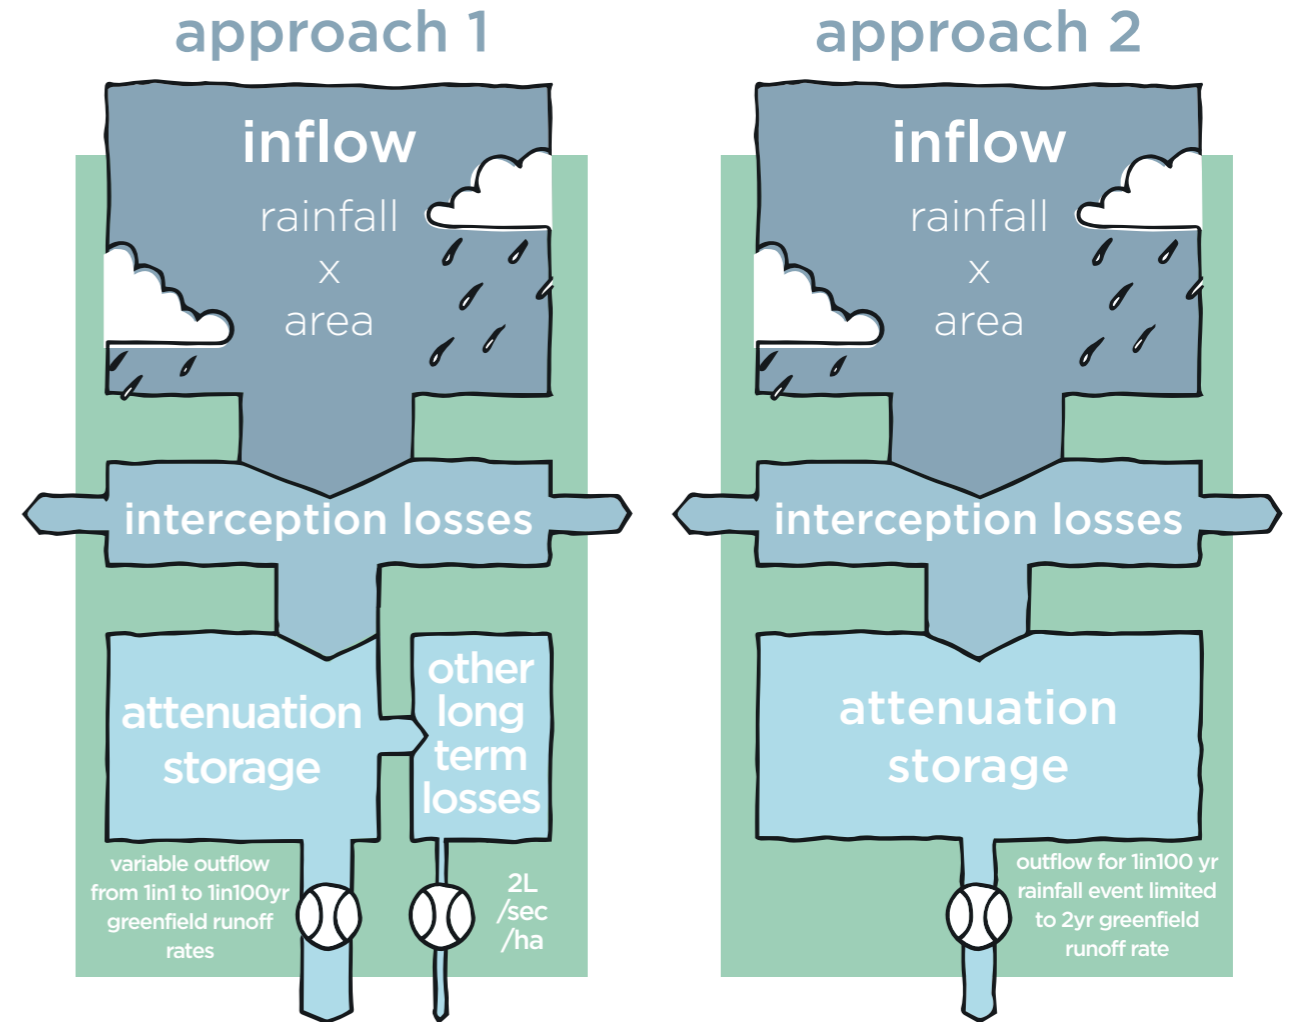 approach 1
inflow
rainfall
x
area
interception losses
attenuation
storage
other
long
term
losses
variable outflow
from 1in1 to 1in100yr
greenfield runoff
rates
2L
/sec
/ha
approach 2
inflow
rainfall
x
area
interception losses
attenuation
storage
outflow for 1in100 yr
rainfall event limited
to 2yr greenfield
runoff rate